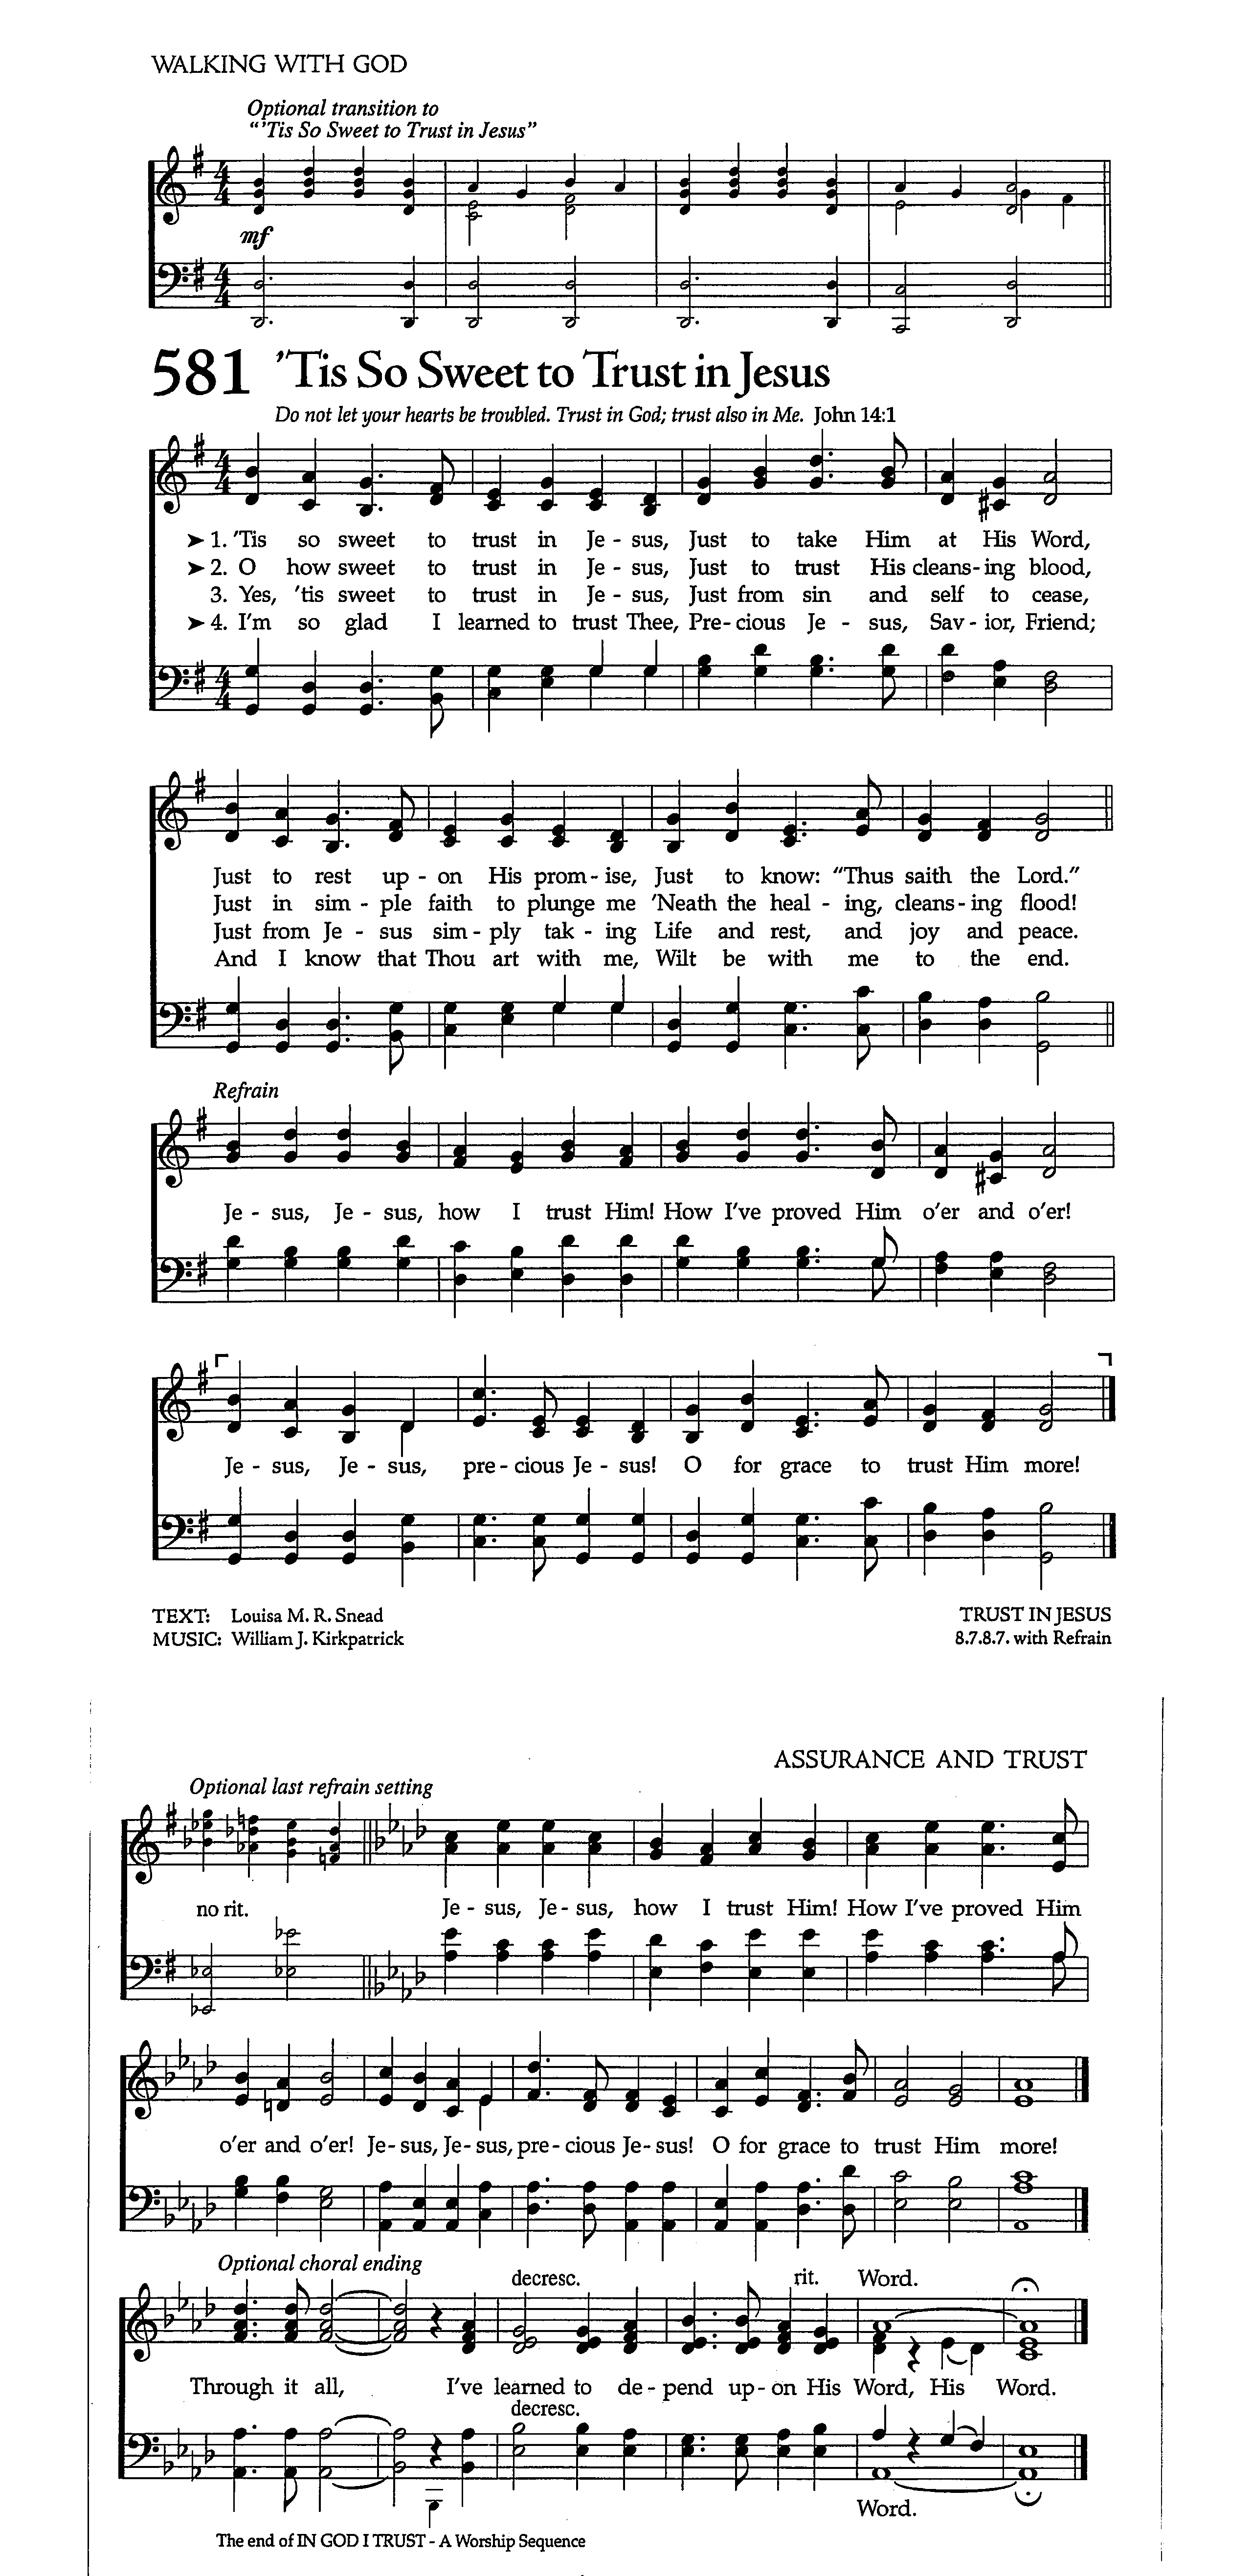 WALKING WITH GOD
Optional transition to
“’Tis So Sweet to Trust in Jesus”
mf
581 ’Tis So Sweet to Trust in Jesus
Do not let your hearts be troubled. Trust in God; trust also in Me. John 14:1
➤ 1. ’Tis so sweet to trust in Je - sus, Just to take Him at His Word,
➤ 2. O how sweet to trust in Je - sus, Just to trust His cleans - ing blood,
3. Yes, ’tis sweet to trust in Je - sus, Just from sin and self to cease,
➤ 4. I’m so glad I learned to trust Thee, Pre - cious Je - sus, Sav - ior, Friend;
Just to rest up - on His prom - ise, Just to know: “Thus saith the Lord.”
Just in sim - ple faith to plunge me ’Neath the heal - ing, cleans - ing flood!
Just from Je - sus sim - ply tak - ing Life and rest, and joy and peace.
And I know that Thou art with me, Wilt be with me to the end.
Refrain
Je - sus, Je - sus, how I trust Him! How I’ve proved Him o’er and o’er!
Je - sus, Je - sus, pre - cious Je - sus! O for grace to trust Him more!
TEXT: Louisa M. R. Snead
MUSIC: William J. Kirkpatrick
TRUST IN JESUS
8.7.8.7. with Refrain
ASSURANCE AND TRUST
Optional last refrain setting
no rit. Je - sus, Je - sus, how I trust Him! How I’ve proved Him
o’er and o’er! Je - sus, Je - sus, pre - cious Je - sus! O for grace to trust Him more!
Optional choral ending
decresc. rit. Word.
Through it all, I’ve learned to de - pend up - on His Word, His Word.
decresc.
Word.
The end of IN GOD I TRUST - A Worship Sequence